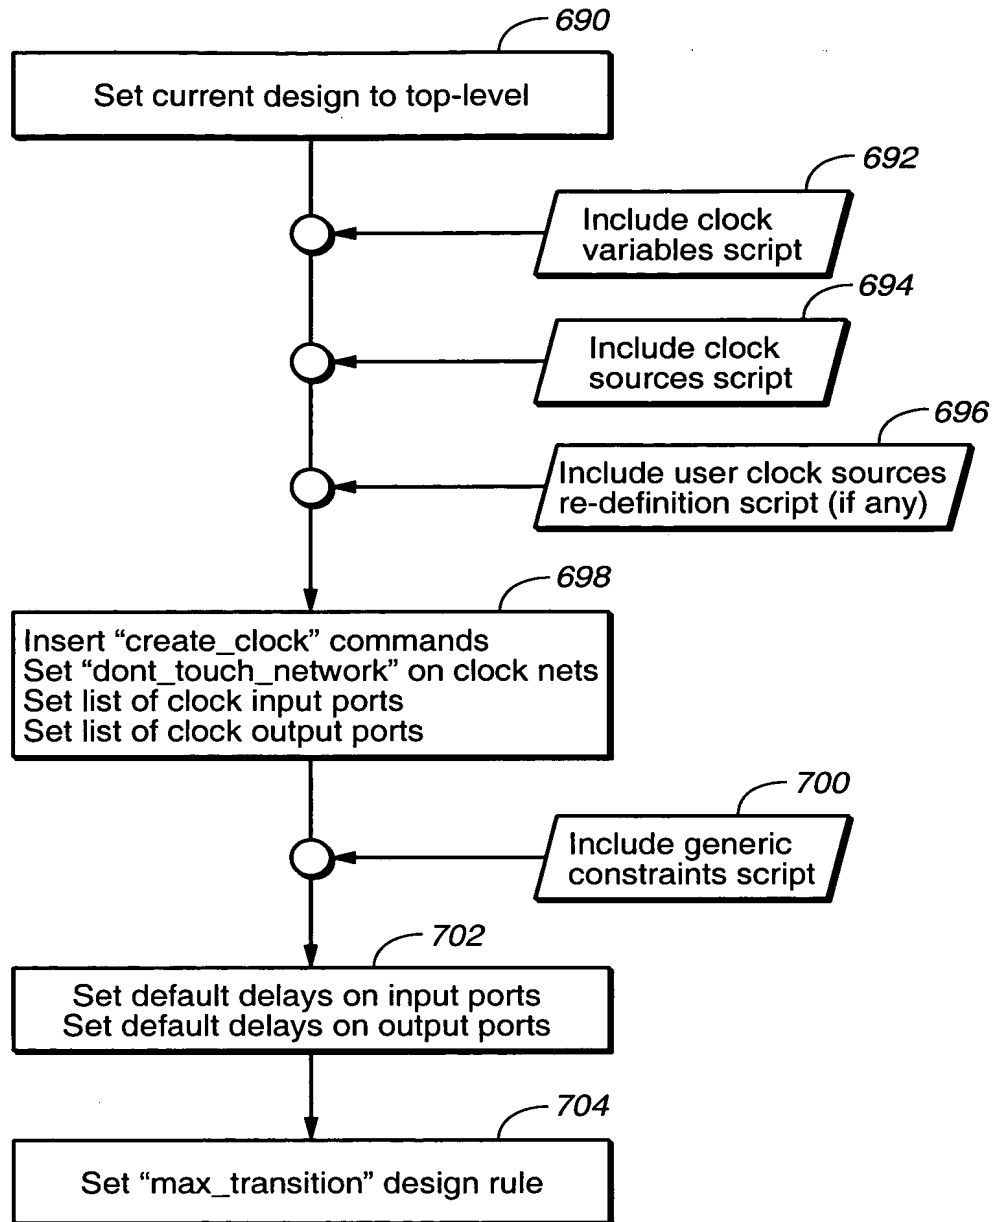 690
Set current design to top-level
692
Include clock
variables script
694
Include clock
sources script
696
Include user clock sources
re-definition script (if any)
698
Insert “create_clock” commands
Set “dont_touch_network” on clock nets
Set list of clock input ports
Set list of clock output ports
700
Include generic
constraints script
702
Set default delays on input ports
Set default delays on output ports
704
Set “max_transition” design rule